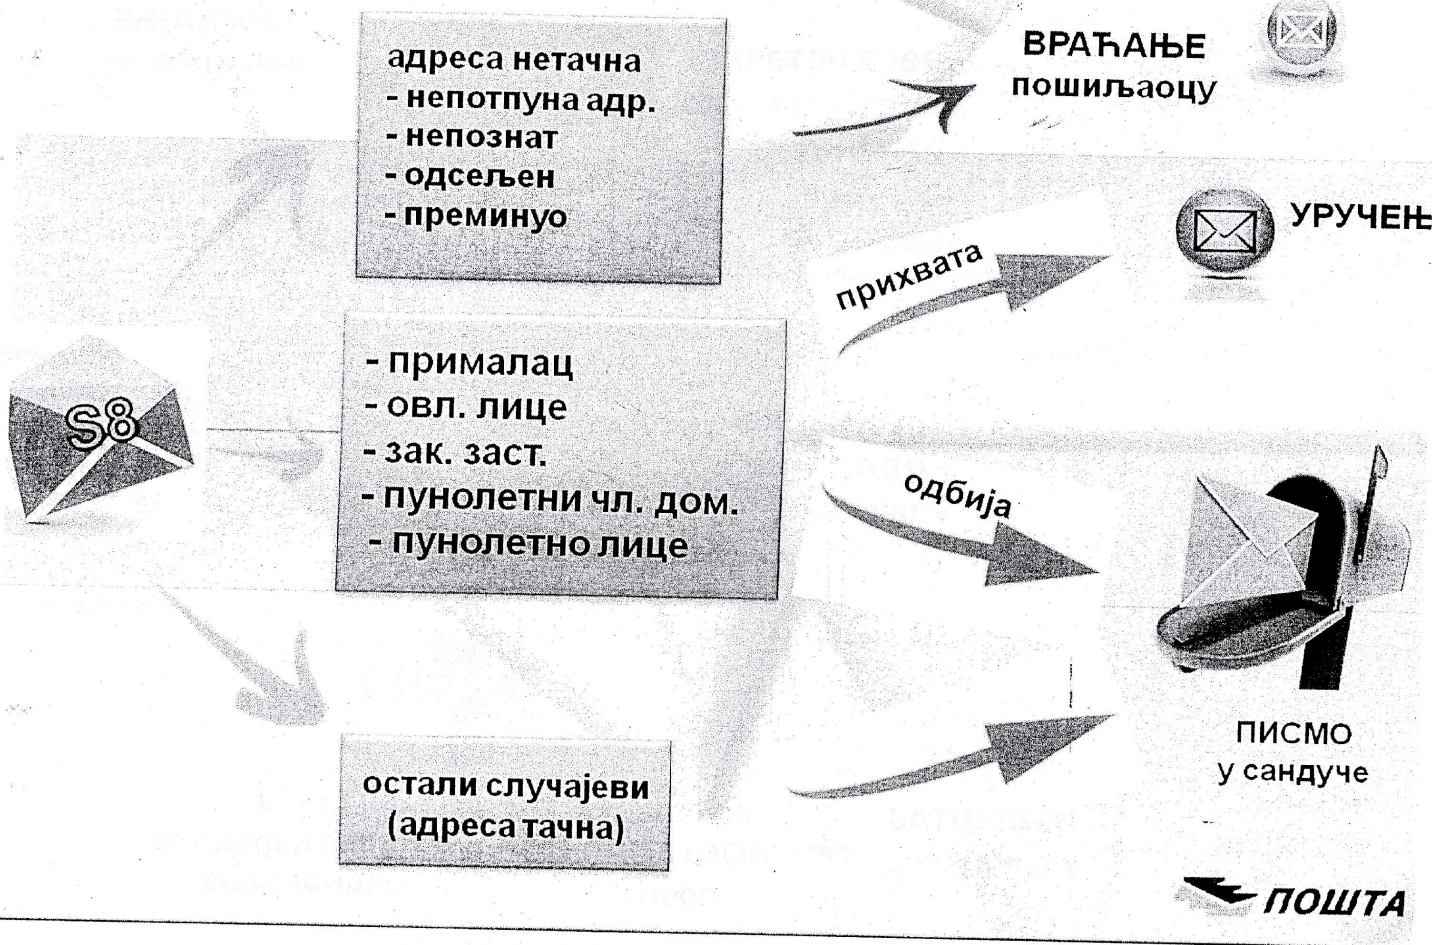 адреса нетачна
- непотпуна адр.
- непознат
- одсељен
- преминуо
ВРАЋАЊЕ
пошиљаоцу
прихвата
УРУЧЕЊ
S8
- прималац
- овл. лице
- зак. заст.
- пунолетни чл. дом.
- пунолетно лице
одбија
ПИСМО
у сандуче
остали случајеви
(адреса тачна)
ПОШТА